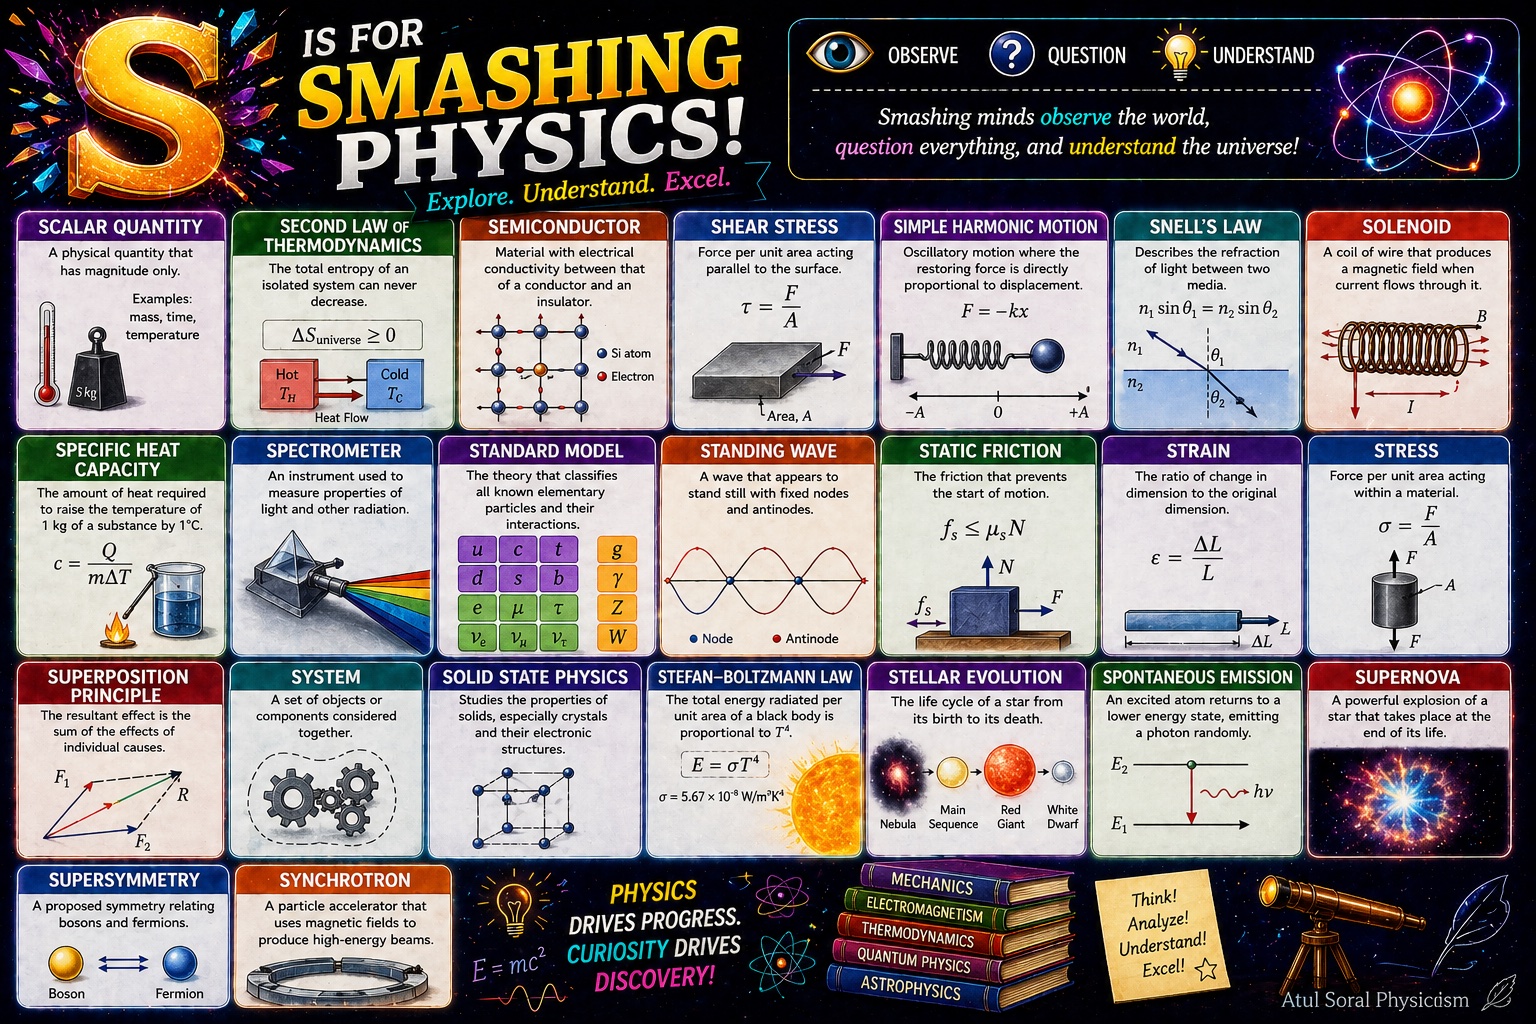 S
IS FOR
SMASHING
PHYSICS!
Explore. Understand. Excel.
OBSERVE
QUESTION
UNDERSTAND
Smashing minds observe the world,
question everything, and understand the universe!
SCALAR QUANTITY
A physical quantity that
has magnitude only.
Examples:
mass, time,
temperature
5 kg
SECOND LAW OF
THERMODYNAMICS
The total entropy of an
isolated system can never
decrease.
ΔSuniverse ≥ 0
Hot
T_H
Cold
T_C
Heat Flow
SEMICONDUCTOR
Material with electrical
conductivity between that
of a conductor and an
insulator.
Si atom
Electron
SHEAR STRESS
Force per unit area acting
parallel to the surface.
τ = F/A
F
Area, A
SIMPLE HARMONIC MOTION
Oscillatory motion where the
restoring force is directly
proportional to displacement.
F = −kx
−A 0 +A
SNELL'S LAW
Describes the refraction
of light between two
media.
n₁ sin θ₁ = n₂ sin θ₂
n₁
θ₁
n₂
θ₂
SOLENOID
A coil of wire that produces
a magnetic field when
current flows through it.
B
I
SPECIFIC HEAT
CAPACITY
The amount of heat required
to raise the temperature of
1 kg of a substance by 1°C.
c = Q/mΔT
SPECTROMETER
An instrument used to
measure properties of
light and other radiation.
STANDARD MODEL
The theory that classifies
all known elementary
particles and their
interactions.
u c t g
d s b γ
e μ τ Z
νₑ ν_μ ν_τ W
STANDING WAVE
A wave that appears to
stand still with fixed nodes
and antinodes.
Node
Antinode
STATIC FRICTION
The friction that prevents
the start of motion.
fₛ ≤ μₛN
N
fₛ
F
STRAIN
The ratio of change in
dimension to the original
dimension.
ε = ΔL/L
L
ΔL
STRESS
Force per unit area acting
within a material.
σ = F/A
F
A
F
SUPERPOSITION
PRINCIPLE
The resultant effect is the
sum of the effects of
individual causes.
F₁
R
F₂
SYSTEM
A set of objects or
components considered
together.
SOLID STATE PHYSICS
Studies the properties of
solids, especially crystals
and their electronic
structures.
STEFAN–BOLTZMANN LAW
The total energy radiated per
unit area of a black body is
proportional to T⁴.
E = σT⁴
σ = 5.67 × 10⁻⁸ W/m²K⁴
STELLAR EVOLUTION
The life cycle of a star from
its birth to its death.
Nebula
Main
Sequence
Red
Giant
White
Dwarf
SPONTANEOUS EMISSION
An excited atom returns to a
lower energy state, emitting
a photon randomly.
E₂
hν
E₁
SUPERNOVA
A powerful explosion of a
star that takes place at the
end of its life.
SUPERSYMMETRY
A proposed symmetry relating
bosons and fermions.
Boson
Fermion
SYNCHROTRON
A particle accelerator that
uses magnetic fields to
produce high-energy beams.
E = mc²
PHYSICS
DRIVES PROGRESS.
CURIOSITY DRIVES
DISCOVERY!
MECHANICS
ELECTROMAGNETISM
THERMODYNAMICS
QUANTUM PHYSICS
ASTROPHYSICS
Think!
Analyze!
Understand!
Excel!
Atul Soral Physicism